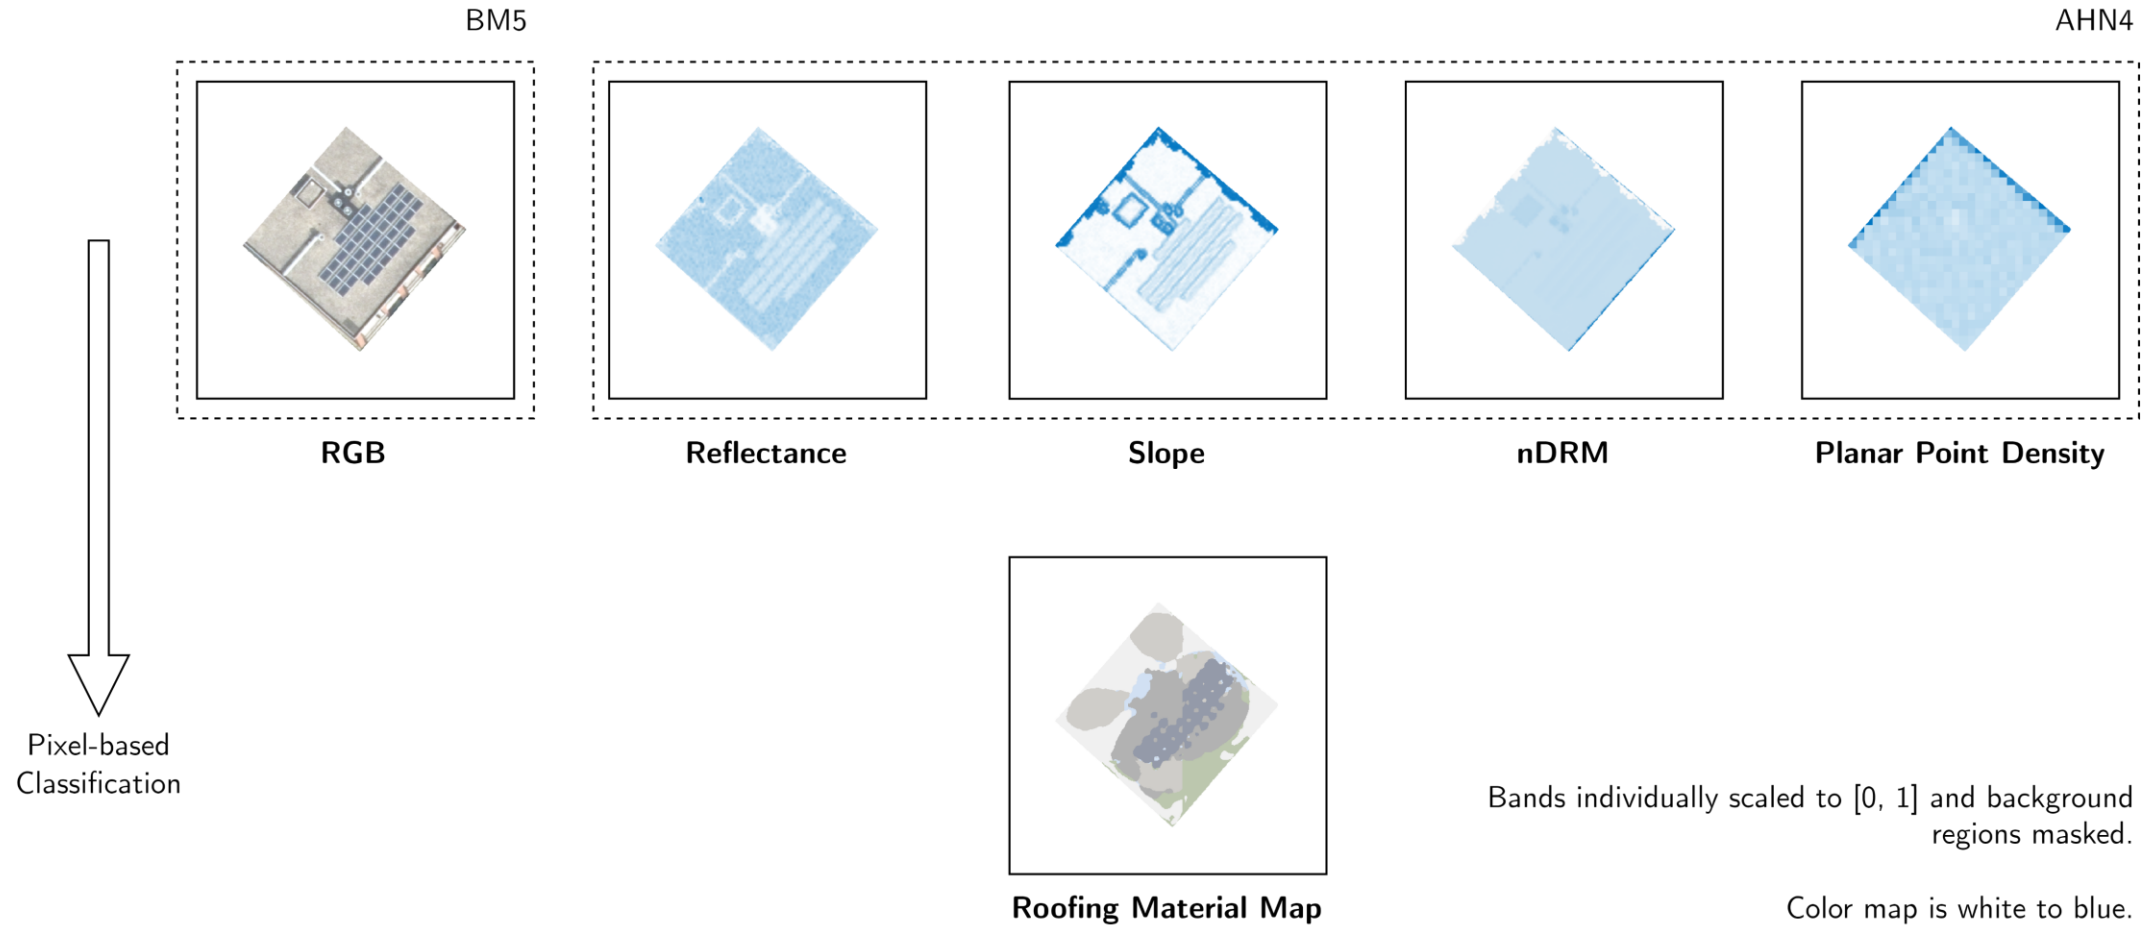 BM5
AHN4
RGB
Reflectance
Slope
nDRM
Planar Point Density
Pixel-based
Classification
Bands individually scaled to [0, 1] and background
regions masked.
Roofing Material Map
Color map is white to blue.